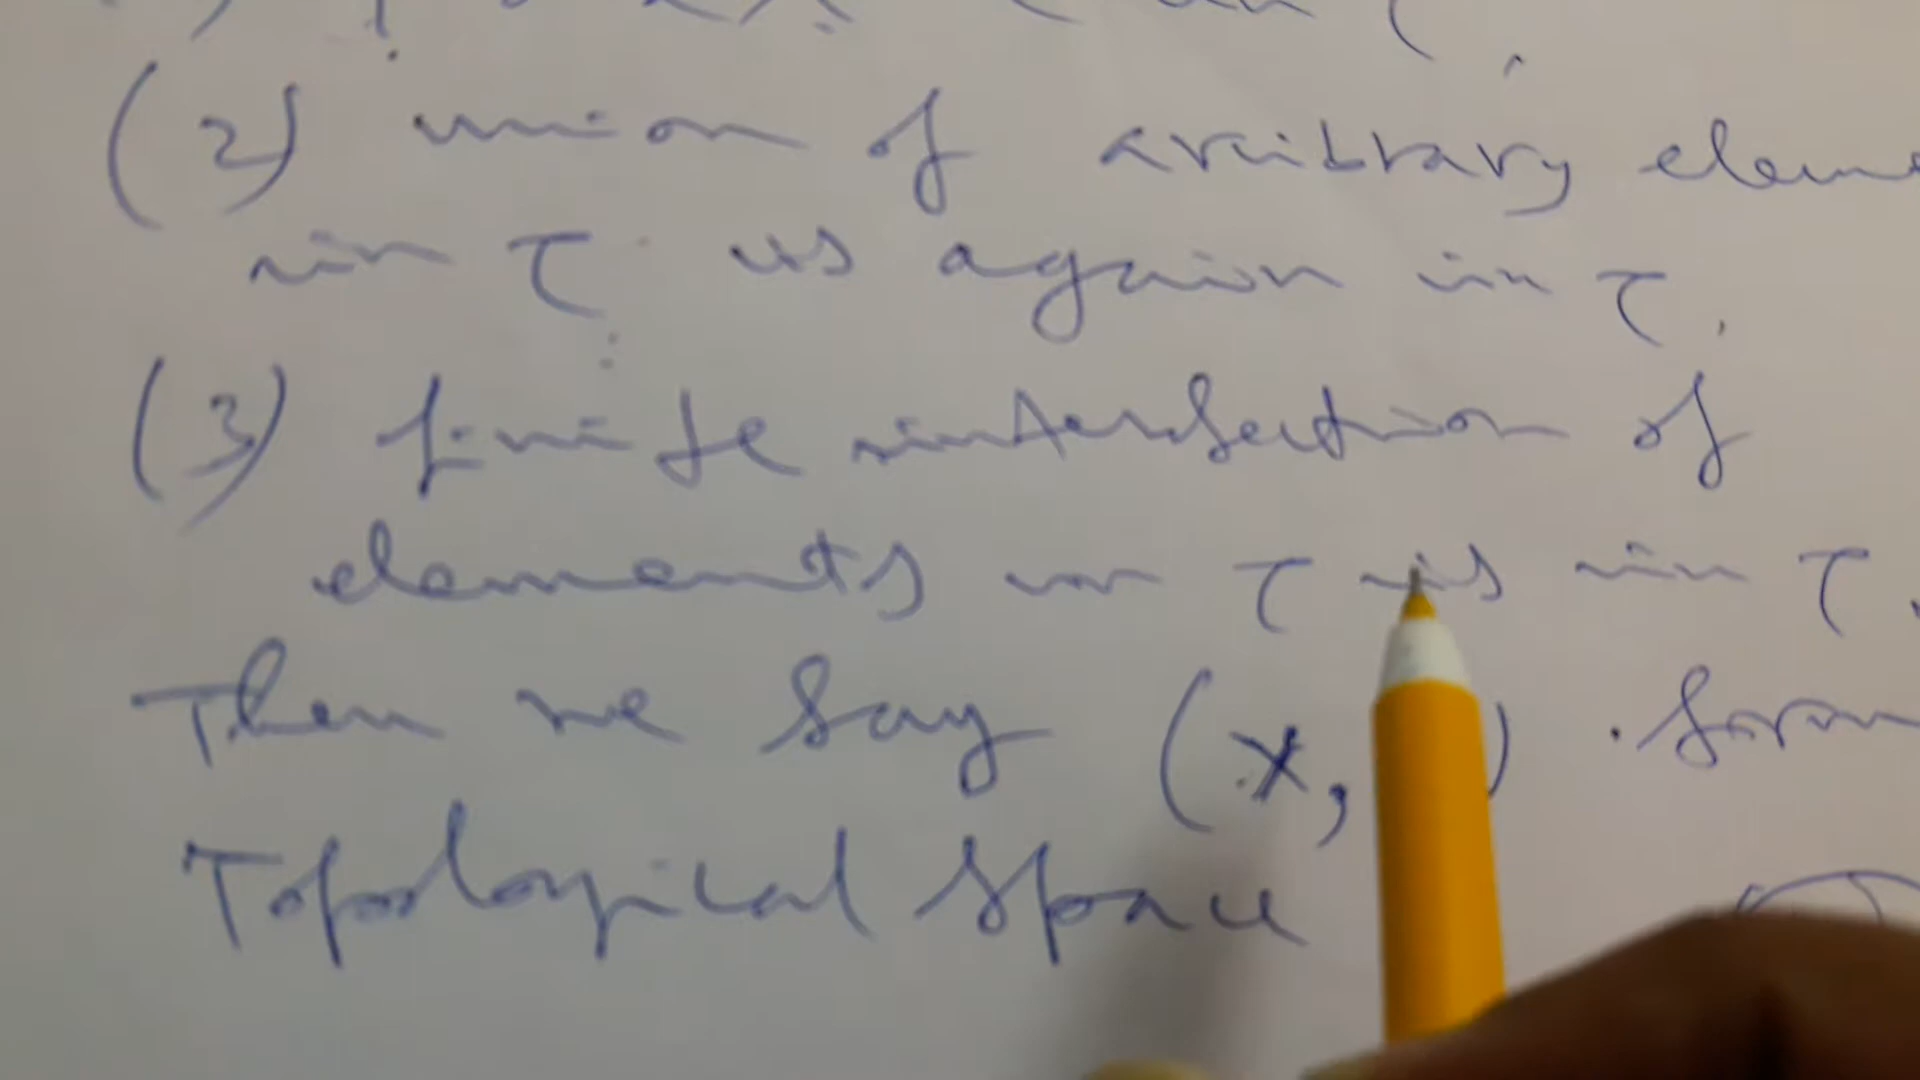 (2) union of arbitrary eleme
in τ is again in τ.
(3) finite intersection of
elements in τ is in τ.
Then we say (X, ) form
Topological space